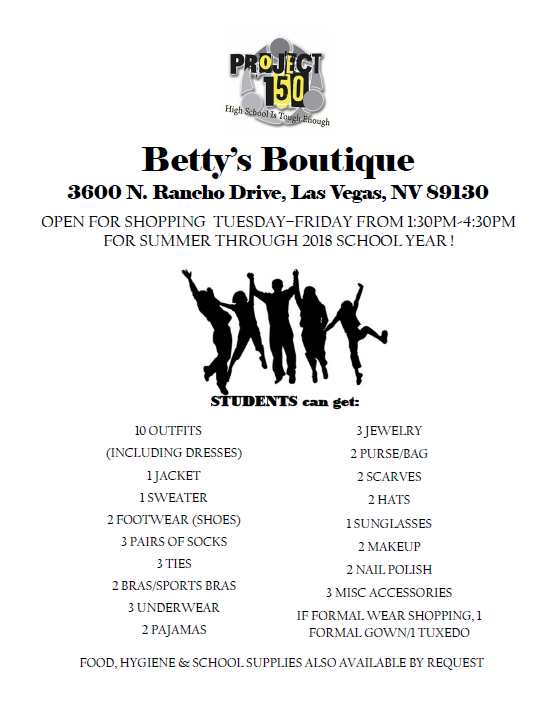 PROJECT
150
High School Is Tough Enough
Betty's Boutique
3600 N. Rancho Drive, Las Vegas, NV 89130
OPEN FOR SHOPPING TUESDAY–FRIDAY FROM 1:30PM-4:30PM
FOR SUMMER THROUGH 2018 SCHOOL YEAR !
STUDENTS can get:
10 OUTFITS
(INCLUDING DRESSES)
1 JACKET
1 SWEATER
2 FOOTWEAR (SHOES)
3 PAIRS OF SOCKS
3 TIES
2 BRAS/SPORTS BRAS
3 UNDERWEAR
2 PAJAMAS
3 JEWELRY
2 PURSE/BAG
2 SCARVES
2 HATS
1 SUNGLASSES
2 MAKEUP
2 NAIL POLISH
3 MISC ACCESSORIES
IF FORMAL WEAR SHOPPING, 1
FORMAL GOWN/1 TUXEDO
FOOD, HYGIENE & SCHOOL SUPPLIES ALSO AVAILABLE BY REQUEST